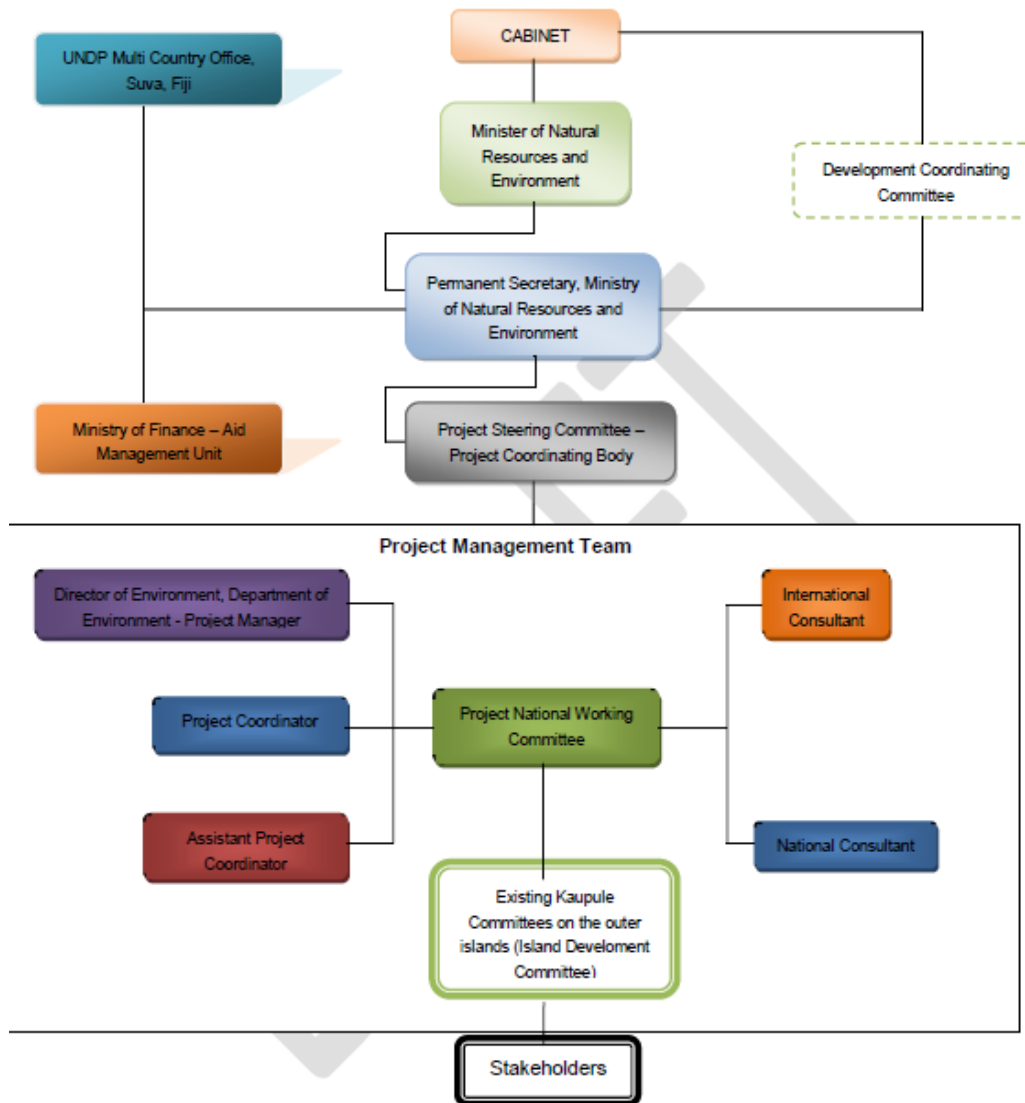 CABINET
UNDP Multi Country Office,
Suva, Fiji
Minister of Natural
Resources and
Environment
Development Coordinating
Committee
Permanent Secretary, Ministry
of Natural Resources and
Environment
Ministry of Finance – Aid
Management Unit
Project Steering Committee –
Project Coordinating Body
Project Management Team
Director of Environment, Department of
Environment - Project Manager
International
Consultant
Project Coordinator
Project National Working
Committee
Assistant Project
Coordinator
National Consultant
Existing Kaupule
Committees on the outer
islands (Island Develoment
Committee)
Stakeholders